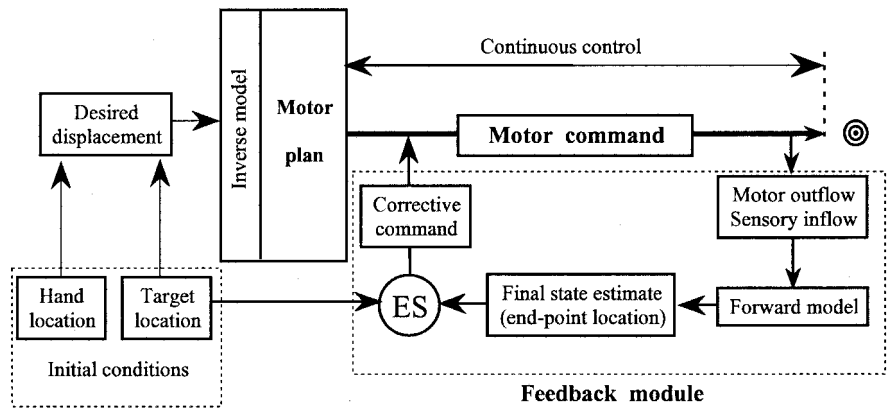 Continuous control
Desired
displacement
Inverse model
Motor
plan
Motor command
Corrective
command
Motor outflow
Sensory inflow
Hand
location
Target
location
ES
Final state estimate
(end-point location)
Forward model
Initial conditions
Feedback module